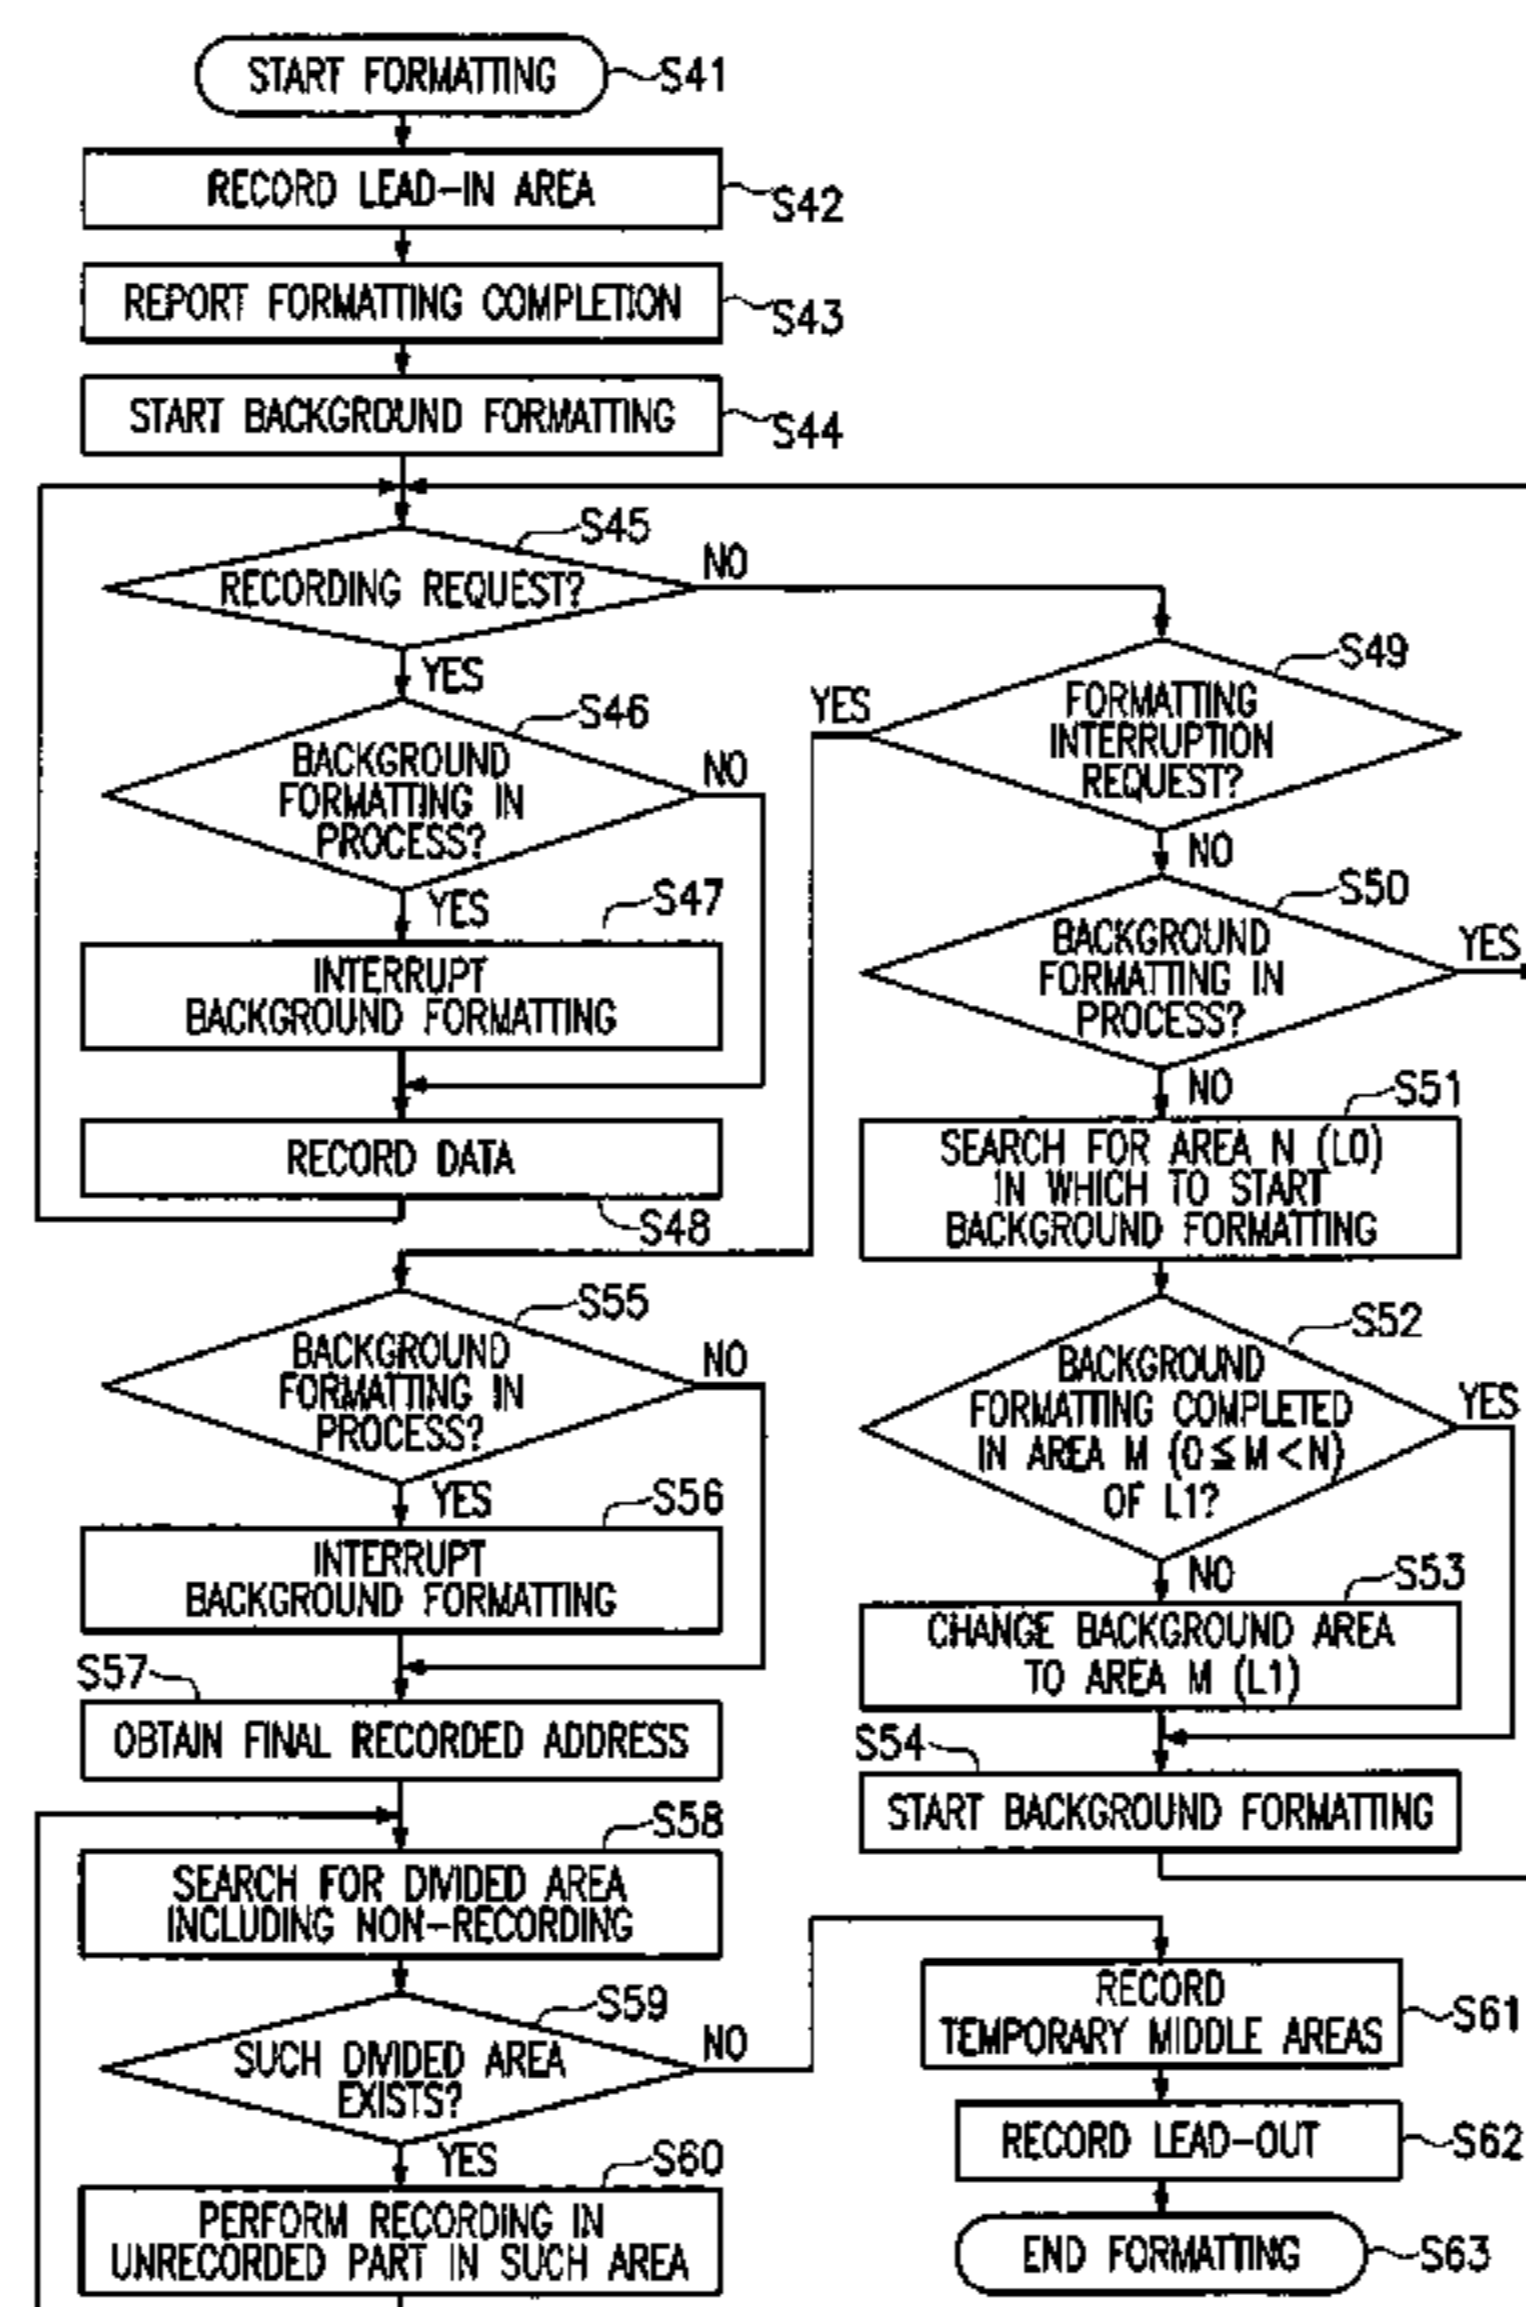 START FORMATTING
S41
RECORD LEAD-IN AREA
S42
REPORT FORMATTING COMPLETION
S43
START BACKGROUND FORMATTING
S44
S45
RECORDING REQUEST?
NO
YES
S46
BACKGROUND
FORMATTING IN
PROCESS?
NO
YES
S47
INTERRUPT
BACKGROUND FORMATTING
RECORD DATA
S48
S49
FORMATTING
INTERRUPTION
REQUEST?
YES
NO
S50
BACKGROUND
FORMATTING IN
PROCESS?
YES
NO
S51
SEARCH FOR AREA N (L0)
IN WHICH TO START
BACKGROUND FORMATTING
S52
BACKGROUND
FORMATTING COMPLETED
IN AREA M (0≦M<N)
OF L1?
YES
NO
S53
CHANGE BACKGROUND AREA
TO AREA M (L1)
S54
START BACKGROUND FORMATTING
S55
BACKGROUND
FORMATTING IN
PROCESS?
NO
YES
S56
INTERRUPT
BACKGROUND FORMATTING
S57
OBTAIN FINAL RECORDED ADDRESS
S58
SEARCH FOR DIVIDED AREA
INCLUDING NON-RECORDING
S59
SUCH DIVIDED AREA
EXISTS?
NO
YES
S60
PERFORM RECORDING IN
UNRECORDED PART IN SUCH AREA
RECORD
TEMPORARY MIDDLE AREAS
S61
RECORD LEAD-OUT
S62
END FORMATTING
S63